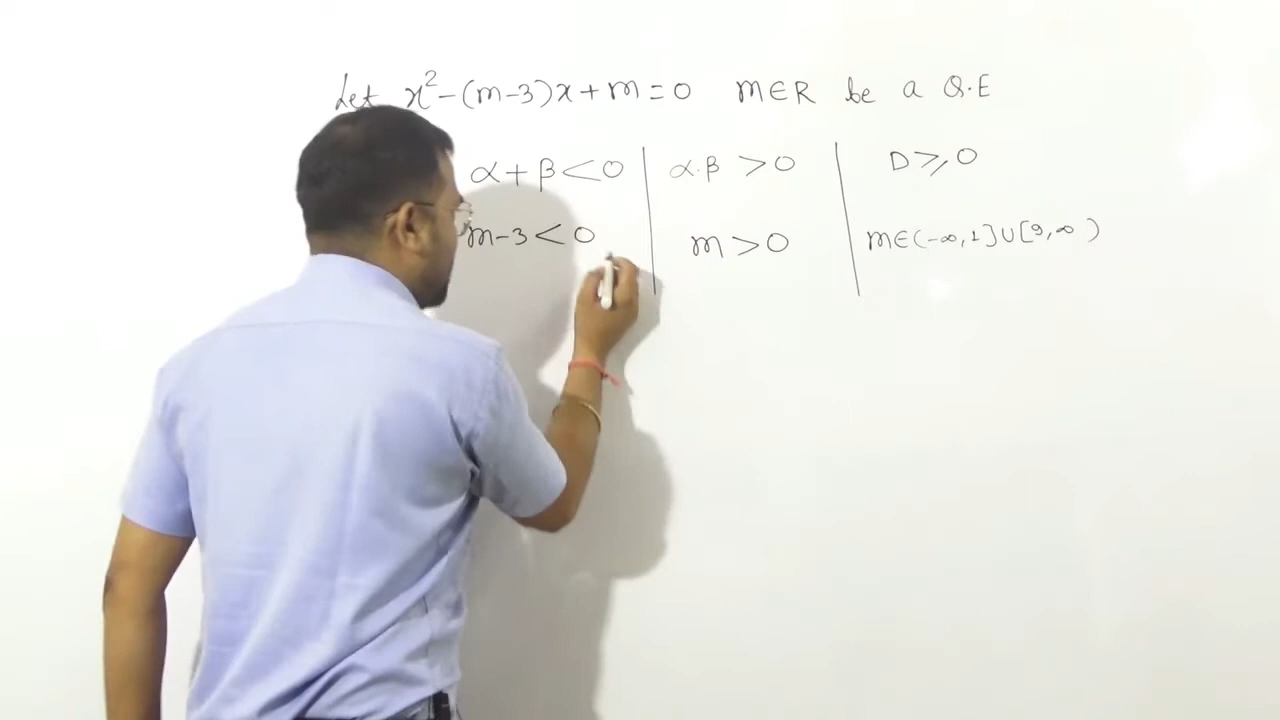 Let x²-(m-3)x+m=0 m∈R be a Q.E
α+β<0 | α.β >0 | D⩾0
m-3<0 | m>0 | m∈(-∞,1]∪[9,∞)